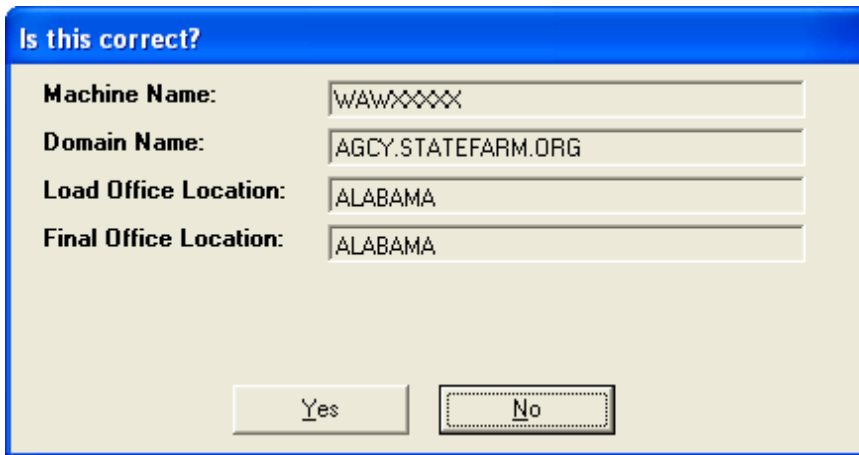 Is this correct?
Machine Name: WAWXXXXX
Domain Name: AGCY.STATEFARM.ORG
Load Office Location: ALABAMA
Final Office Location: ALABAMA
Yes No